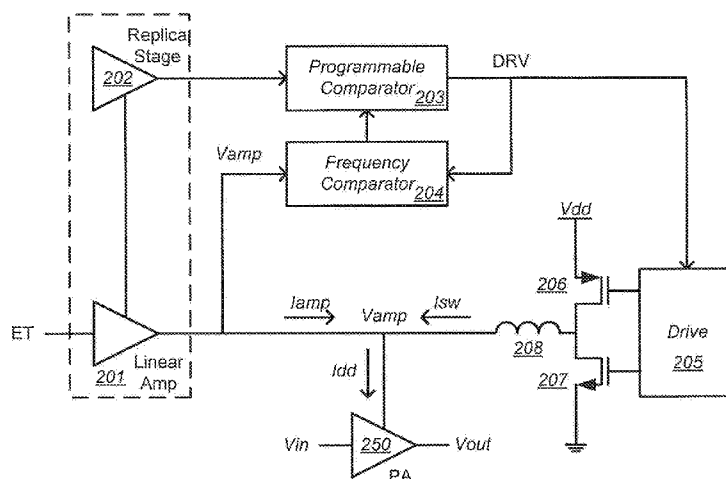 Replica
Stage
202
Programmable
Comparator
203
DRV
Vamp
Frequency
Comparator
204
Vdd
206
Iamp
Vamp
Isw
ET
201
Linear
Amp
208
207
Drive
205
Idd
Vin
250
Vout
PA